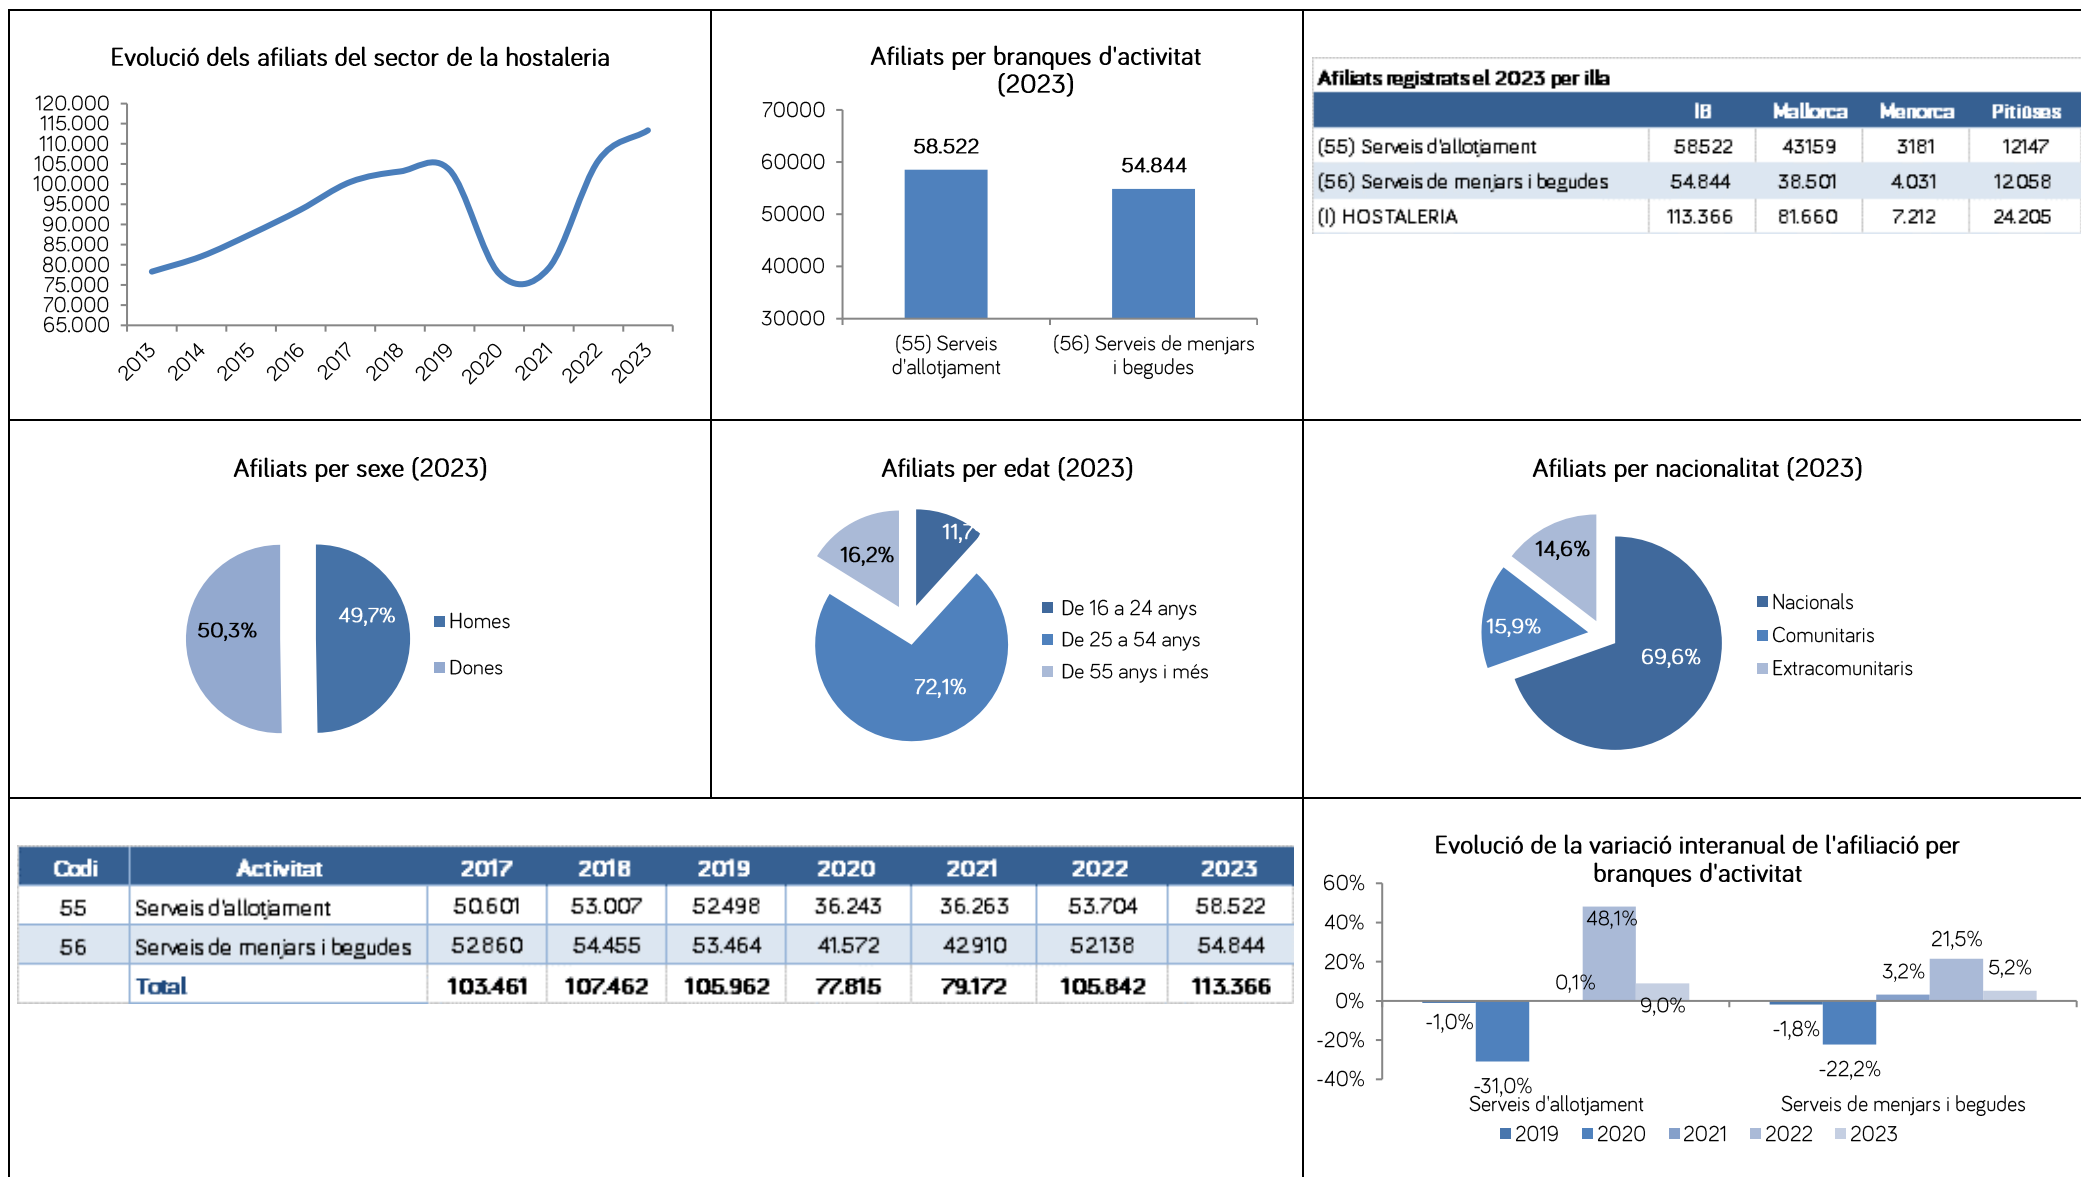 Evolució dels afiliats del sector de la hostaleria
120.000
115.000
110.000
105.000
100.000
95.000
90.000
85.000
80.000
75.000
70.000
65.000
2013 2014 2015 2016 2017 2018 2019 2020 2021 2022 2023
Afiliats per branques d'activitat
(2023)
70000
60000
50000
40000
30000
58.522
54.844
(55) Serveis
d'allotjament
(56) Serveis de menjars
i begudes
Afiliats registrats el 2023 per illa
IB Mallorca Menorca Pitiüses
(55) Serveis d'allotjament 58522 43159 3181 12147
(56) Serveis de menjars i begudes 54.844 38.501 4.031 12.058
(I) HOSTALERIA 113.366 81.660 7.212 24.205
Afiliats per sexe (2023)
50,3%
49,7%
Homes
Dones
Afiliats per edat (2023)
11,7
16,2%
72,1%
De 16 a 24 anys
De 25 a 54 anys
De 55 anys i més
Afiliats per nacionalitat (2023)
14,6%
15,9%
69,6%
Nacionals
Comunitaris
Extracomunitaris
Codi Activitat 2017 2018 2019 2020 2021 2022 2023
55 Serveis d'allotjament 50.601 53.007 52.498 36.243 36.263 53.704 58.522
56 Serveis de menjars i begudes 52860 54.455 53.464 41.572 42910 52138 54.844
Total 103.461 107.462 105.962 77.815 79.172 105.842 113.366
Evolució de la variació interanual de l'afiliació per
branques d'activitat
60%
40%
20%
0%
-20%
-40%
-1,0%
-31,0%
0,1%
48,1%
9,0%
-1,8%
-22,2%
3,2%
21,5%
5,2%
Serveis d'allotjament
Serveis de menjars i begudes
2019 2020 2021 2022 2023